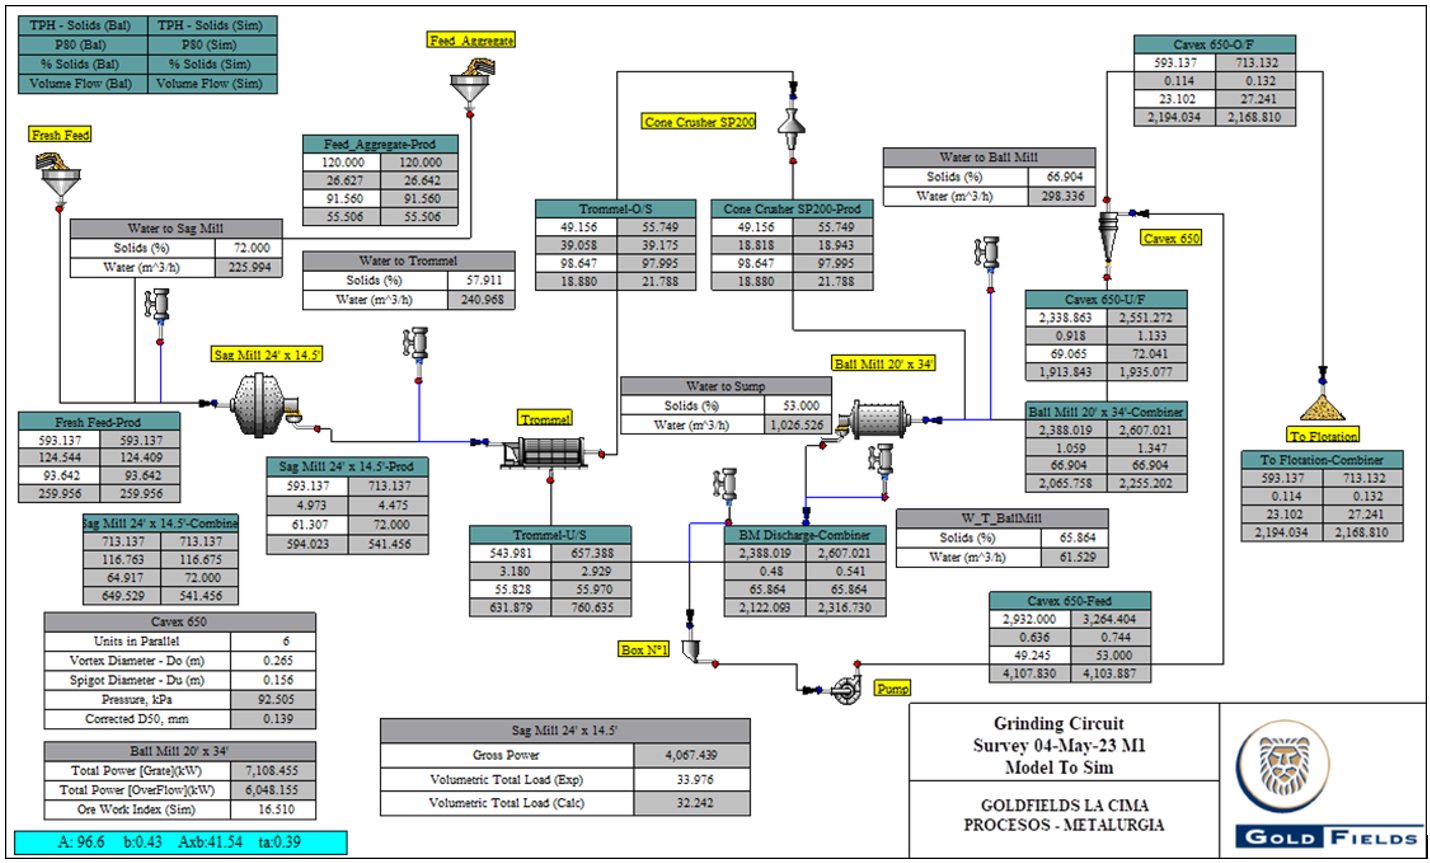 TPH - Solids (Bal) TPH - Solids (Sim)
P80 (Bal) P80 (Sim)
% Solids (Bal) % Solids (Sim)
Volume Flow (Bal) Volume Flow (Sim)
Feed_Aggregate
Fresh Feed
Feed_Aggregate-Prod
120.000 120.000
26.627 26.642
91.560 91.560
55.506 55.506
Cone Crusher SP200
Cavex 650-O/F
593.137 713.132
0.114 0.132
23.102 27.241
2,194.034 2,168.810
Water to Ball Mill
Solids (%) 66.904
Water (m^3/h) 298.336
Water to Sag Mill
Solids (%) 72.000
Water (m^3/h) 225.994
Water to Trommel
Solids (%) 57.911
Water (m^3/h) 240.968
Trommel-O/S
49.156 55.749
39.058 39.175
98.647 97.995
18.880 21.788
Cone Crusher SP200-Prod
49.156 55.749
18.818 18.943
98.647 97.995
18.880 21.788
Cavex 650
Cavex 650-U/F
2,338.863 2,551.272
0.918 1.133
69.065 72.041
1,913.843 1,935.077
Sag Mill 24' x 14.5'
Ball Mill 20' x 34'
Water to Sump
Solids (%) 53.000
Water (m^3/h) 1,026.526
Fresh Feed-Prod
593.137 593.137
124.544 124.409
93.642 93.642
259.956 259.956
Trommel
Ball Mill 20' x 34'-Combiner
2,388.019 2,607.021
1.059 1.347
66.904 66.904
2,065.758 2,255.202
To Flotation
Sag Mill 24' x 14.5'-Prod
593.137 713.137
4.973 4.475
61.307 72.000
594.023 541.456
To Flotation-Combiner
593.137 713.132
0.114 0.132
23.102 27.241
2,194.034 2,168.810
Sag Mill 24' x 14.5'-Combine
713.137 713.137
116.763 116.675
64.917 72.000
649.529 541.456
Trommel-U/S
543.981 657.388
3.180 2.929
55.828 55.970
631.879 760.635
BM Discharge-Combiner
2,388.019 2,607.021
0.48 0.541
65.864 65.864
2,122.093 2,316.730
W_T_BallMill
Solids (%) 65.864
Water (m^3/h) 61.529
Cavex 650
Units in Parallel 6
Vortex Diameter - Do (m) 0.265
Spigot Diameter - Du (m) 0.156
Pressure, kPa 92.505
Corrected D50, mm 0.139
Box N°1
Pump
Cavex 650-Feed
2,932.000 3,264.404
0.636 0.744
49.245 53.000
4,107.830 4,103.887
Ball Mill 20' x 34'
Total Power [Grate](kW) 7,108.455
Total Power [OverFlow](kW) 6,048.155
Ore Work Index (Sim) 16.510
Sag Mill 24' x 14.5'
Gross Power 4,067.439
Volumetric Total Load (Exp) 33.976
Volumetric Total Load (Calc) 32.242
A: 96.6 b:0.43 Axb:41.54 ta:0.39
Grinding Circuit
Survey 04-May-23 M1
Model To Sim
GOLDFIELDS LA CIMA
PROCESOS - METALURGIA
GOLD FIELDS